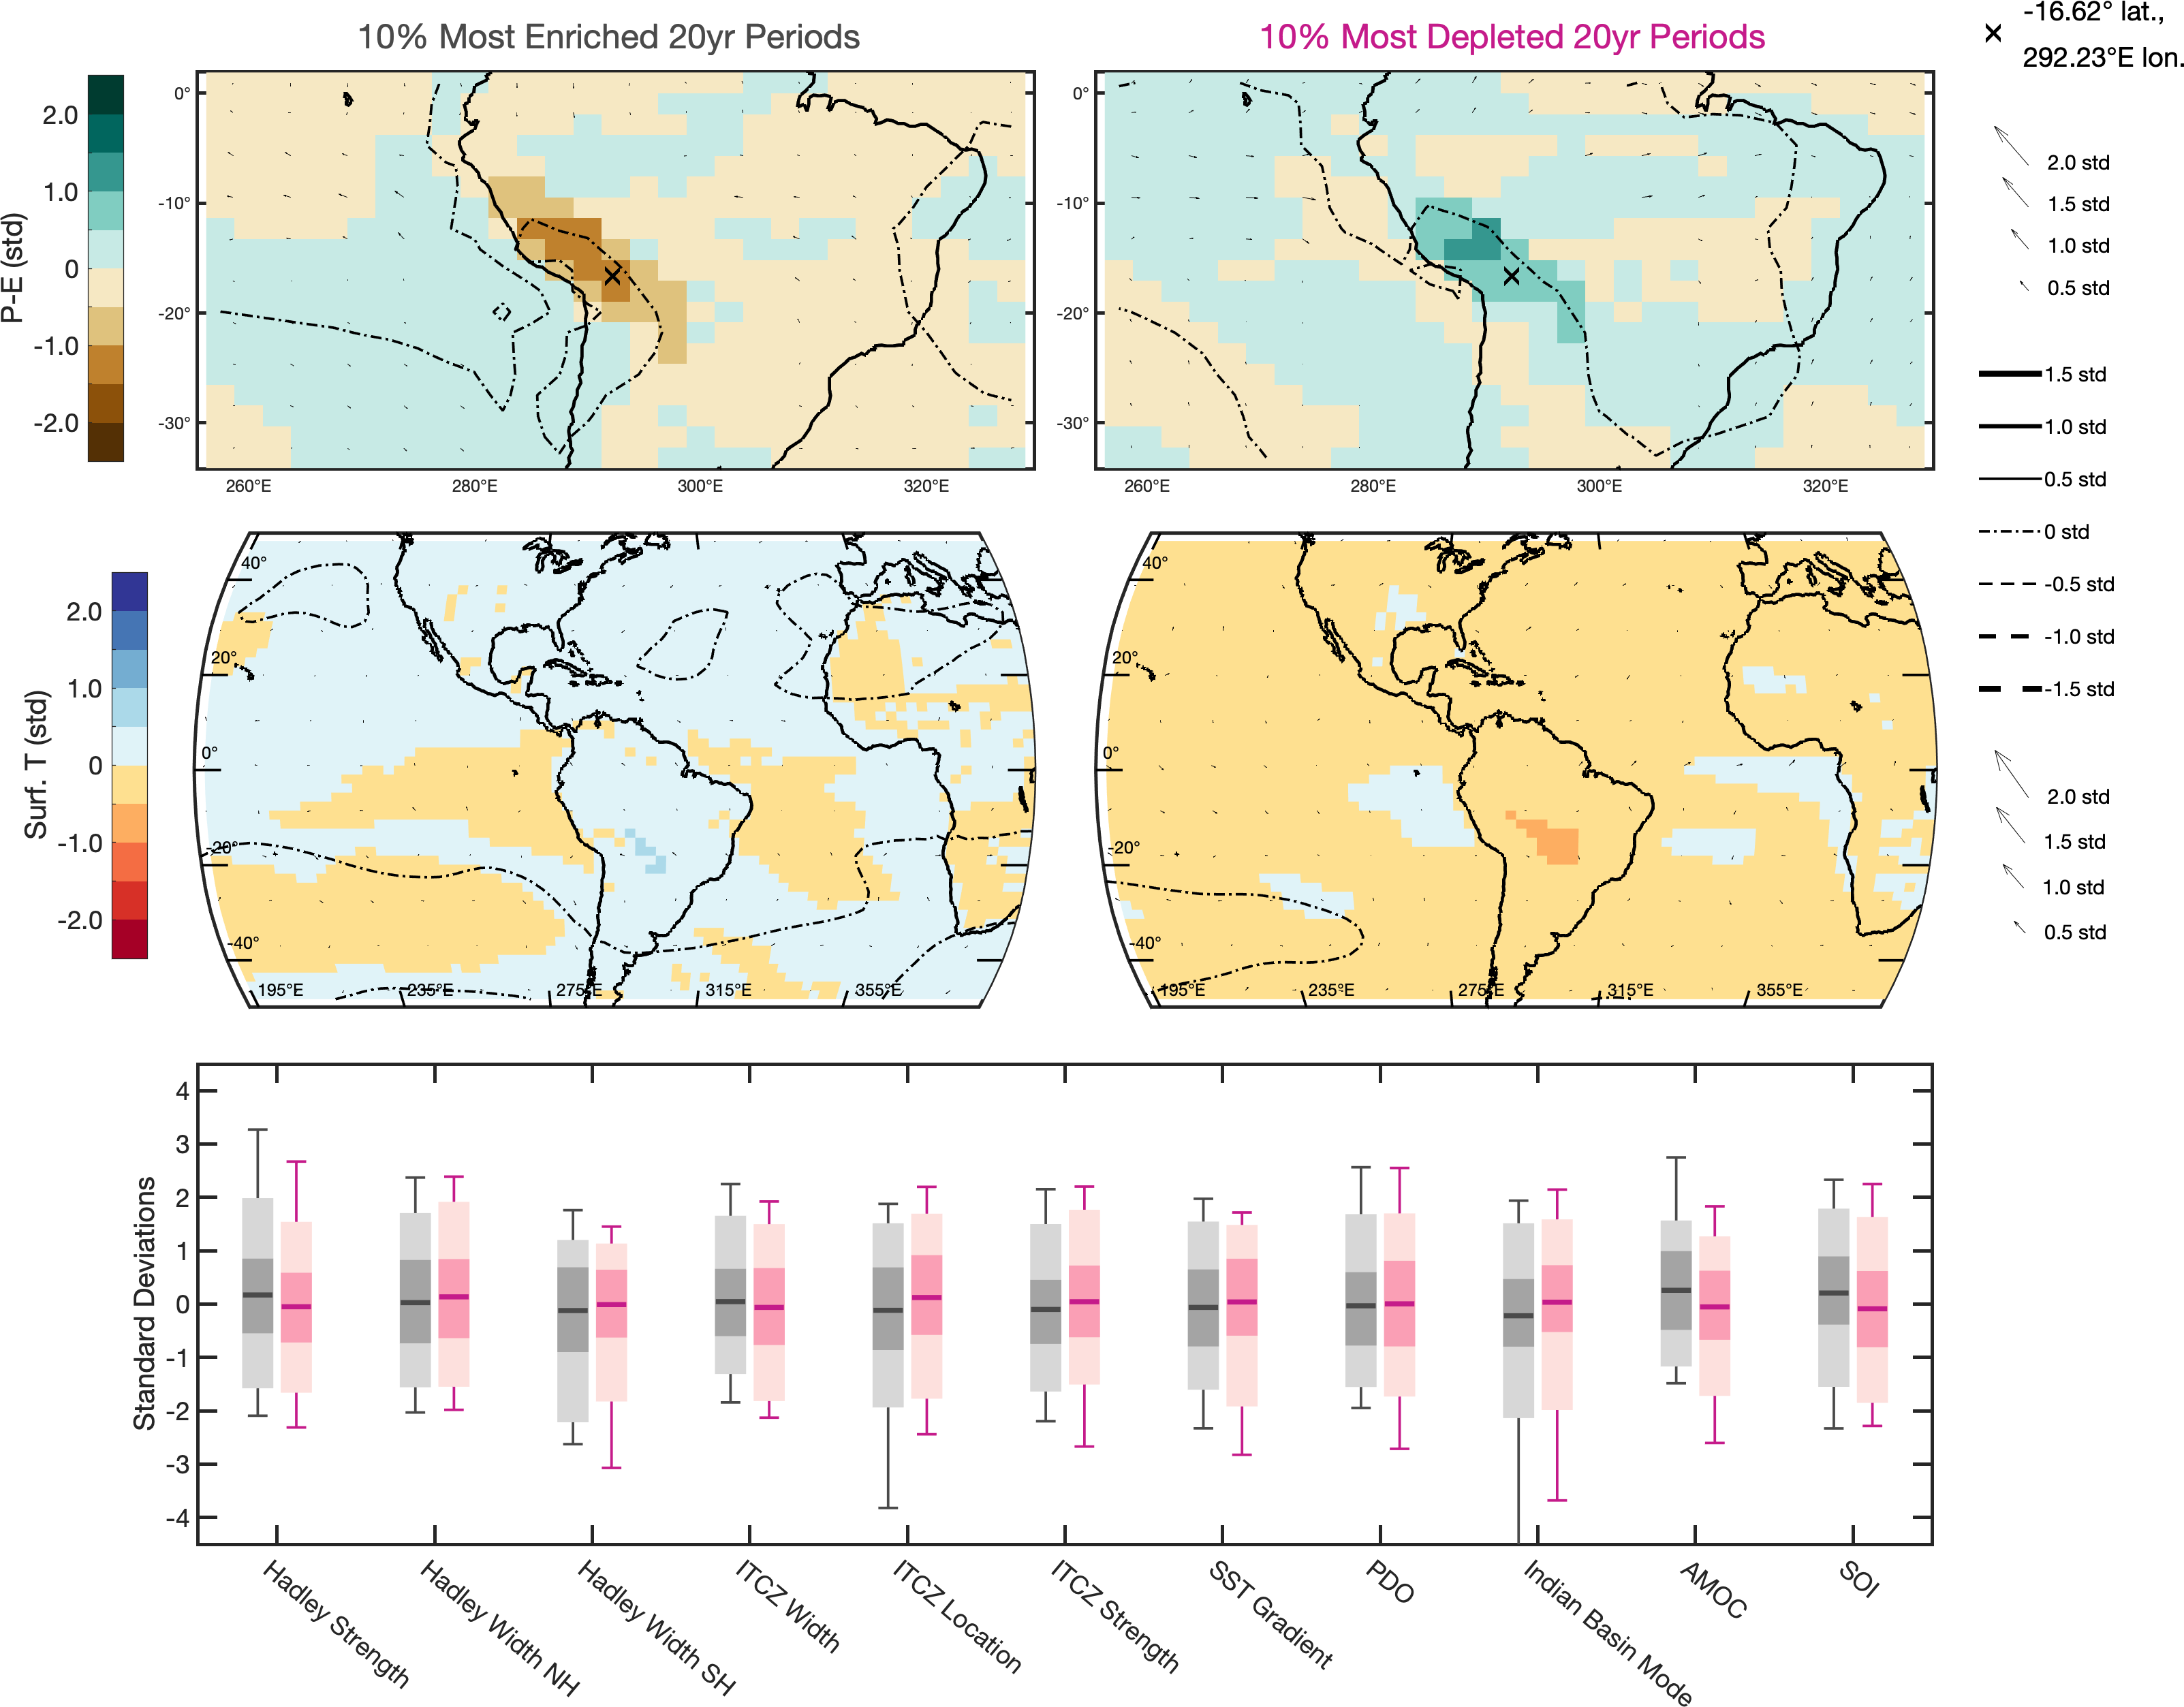 10% Most Enriched 20yr Periods
10% Most Depleted 20yr Periods
-16.62° lat.,
292.23°E lon.
P-E (std)
2.0
1.0
0
-1.0
-2.0
0°
-10°
-20°
-30°
260°E
280°E
300°E
320°E
0°
-10°
-20°
-30°
260°E
280°E
300°E
320°E
2.0 std
1.5 std
1.0 std
0.5 std
1.5 std
1.0 std
0.5 std
0 std
-0.5 std
-1.0 std
-1.5 std
2.0 std
1.5 std
1.0 std
0.5 std
Surf. T (std)
2.0
1.0
0
-1.0
-2.0
40°
20°
0°
-20°
-40°
195°E
235°E
275°E
315°E
355°E
40°
20°
0°
-20°
-40°
195°E
235°E
275°E
315°E
355°E
Standard Deviations
4
3
2
1
0
-1
-2
-3
-4
Hadley Strength
Hadley Width NH
Hadley Width SH
ITCZ Width
ITCZ Location
ITCZ Strength
SST Gradient
PDO
Indian Basin Mode
AMOC
SOI